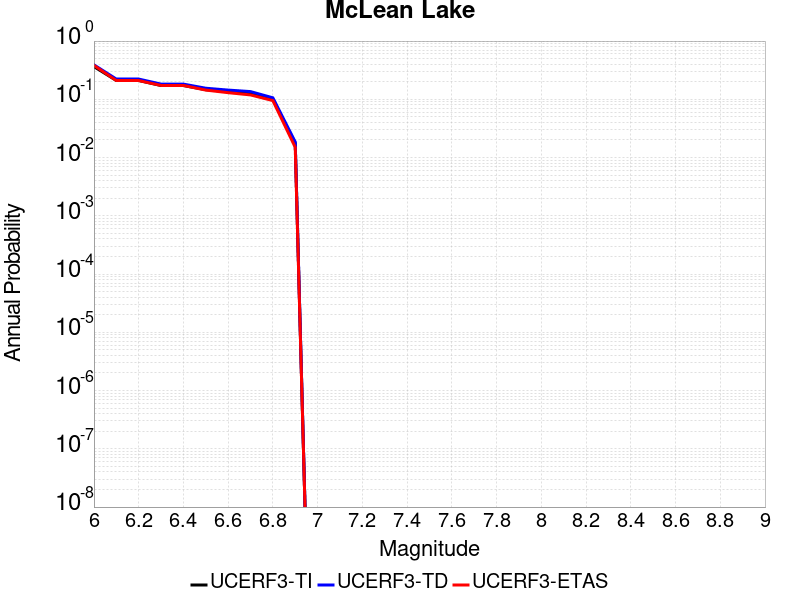 McLean Lake
10^0
10^-1
10^-2
10^-3
10^-4
10^-5
10^-6
10^-7
10^-8
Annual Probability
6 6.2 6.4 6.6 6.8 7 7.2 7.4 7.6 7.8 8 8.2 8.4 8.6 8.8 9
Magnitude
UCERF3-TI UCERF3-TD UCERF3-ETAS